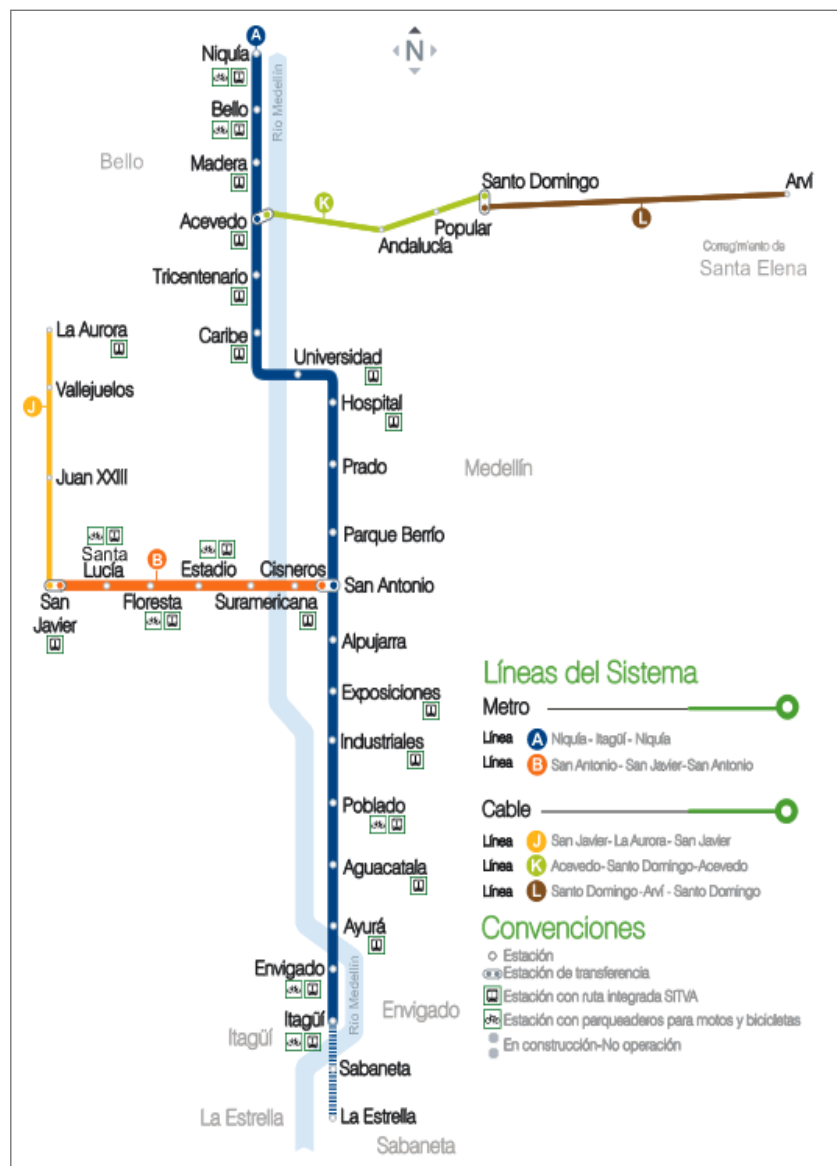 A
Niquía
N
Río Medellín
Bello
Bello
Madera
Santo Domingo
Arví
K
L
Acevedo
Popular
Andalucía
Corregimiento de
Santa Elena
Tricentenario
La Aurora
Caribe
Universidad
Vallejuelos
J
Hospital
Prado
Medellín
Juan XXIII
Parque Berrío
Santa
Lucía
B
Estadio
Cisneros
San Antonio
San
Javier
Floresta
Suramericana
Alpujarra
Exposiciones
Industriales
Poblado
Aguacatala
Ayurá
Envigado
Río Medellín
Envigado
Itagüí
Itagüí
Sabaneta
La Estrella
La Estrella
Sabaneta
Líneas del Sistema
Metro
Línea A Niquía - Itagüí - Niquía
Línea B San Antonio - San Javier-San Antonio
Cable
Línea J San Javier- La Aurora - San Javier
Línea K Acevedo-Santo Domingo-Acevedo
Línea L Santo Domingo -Arví - Santo Domingo
Convenciones
Estación
Estación de transferencia
Estación con ruta integrada SITVA
Estación con parqueaderos para motos y bicicletas
En construcción-No operación